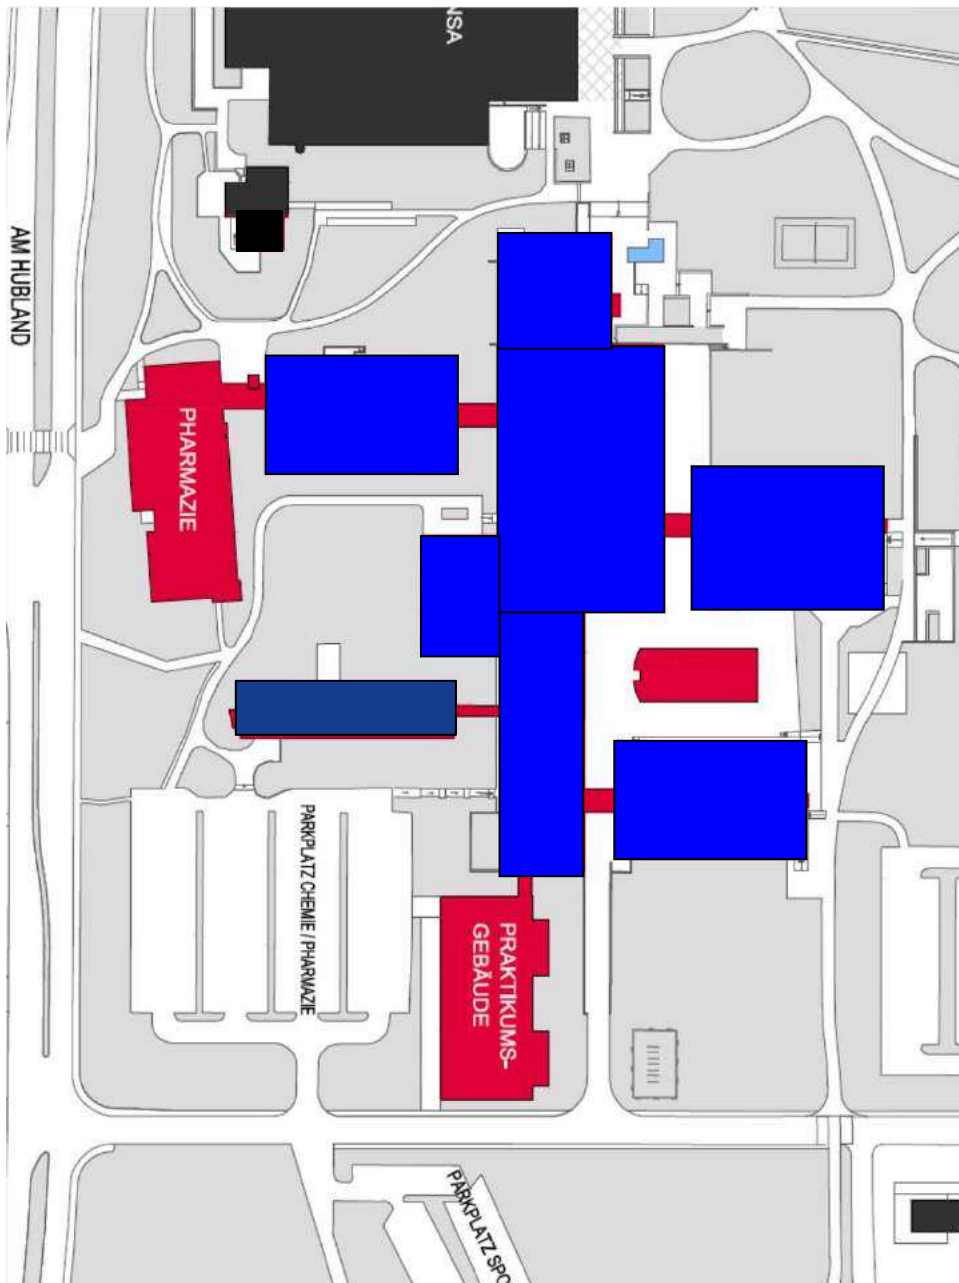 NSA
AM HUBLAND
PHARMAZIE
PARKPLATZ CHEMIE / PHARMAZIE
PRAKTIKUMS-
GEBÄUDE
PARKPLATZ SPO